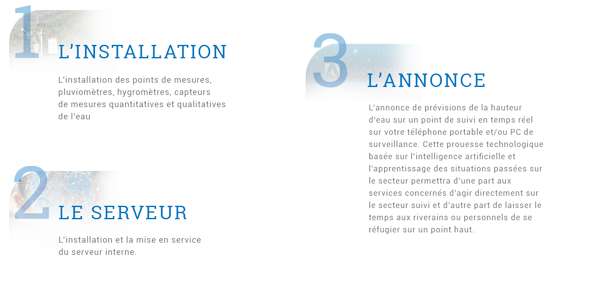 1
L'INSTALLATION
L'installation des points de mesures,
pluviomètres, hygromètres, capteurs
de mesures quantitatives et qualitatives
de l'eau
2
LE SERVEUR
L'installation et la mise en service
du serveur interne.
3
L'ANNONCE
L'annonce de prévisions de la hauteur
d'eau sur un point de suivi en temps réel
sur votre téléphone portable et/ou PC de
surveillance. Cette prouesse technologique
basée sur l'intelligence artificielle et
l'apprentissage des situations passées sur
le secteur permettra d'une part aux
services concernés d'agir directement sur
le secteur suivi et d'autre part de laisser le
temps aux riverains ou personnels de se
réfugier sur un point haut.